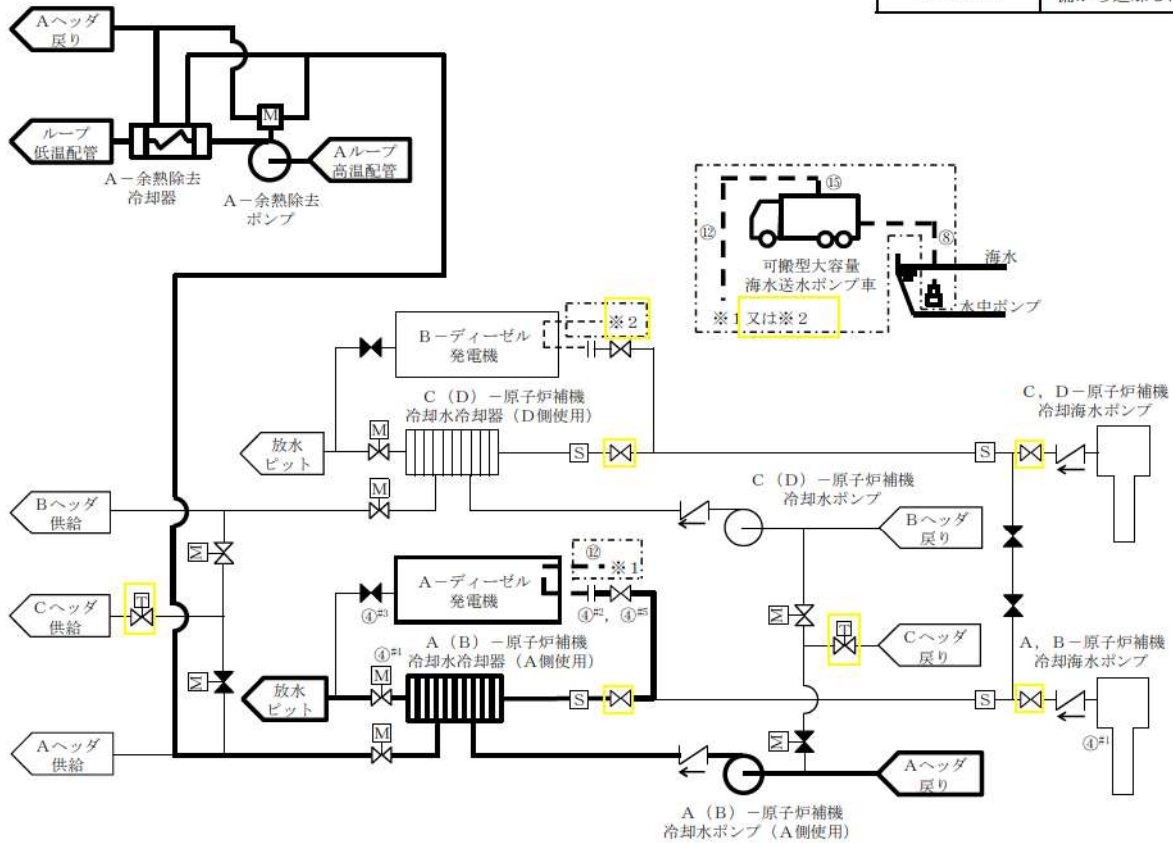 Aヘッダ
戻り
ループ
低温配管
M
Aループ
高温配管
A－余熱除去
冷却器
A－余熱除去
ポンプ
⑮
⑫
⑧
海水
可搬型大容量
海水送水ポンプ車
水中ポンプ
※1又は※2
※2
B－ディーゼル
発電機
C（D）－原子炉補機
冷却水冷却器（D側使用）
C，D－原子炉補機
冷却海水ポンプ
放水
ピット
M
S
S
M
C（D）－原子炉補機
冷却水ポンプ
Bヘッダ
供給
Bヘッダ
戻り
M
⑫
※1
A－ディーゼル
発電機
④#3
④#2，④#5
T
Cヘッダ
供給
M
T
Cヘッダ
戻り
A（B）－原子炉補機
冷却水冷却器（A側使用）
A，B－原子炉補機
冷却海水ポンプ
④#4
M
M
放水
ピット
S
S
④#1
M
M
Aヘッダ
供給
Aヘッダ
戻り
A（B）－原子炉補機
冷却水ポンプ（A側使用）